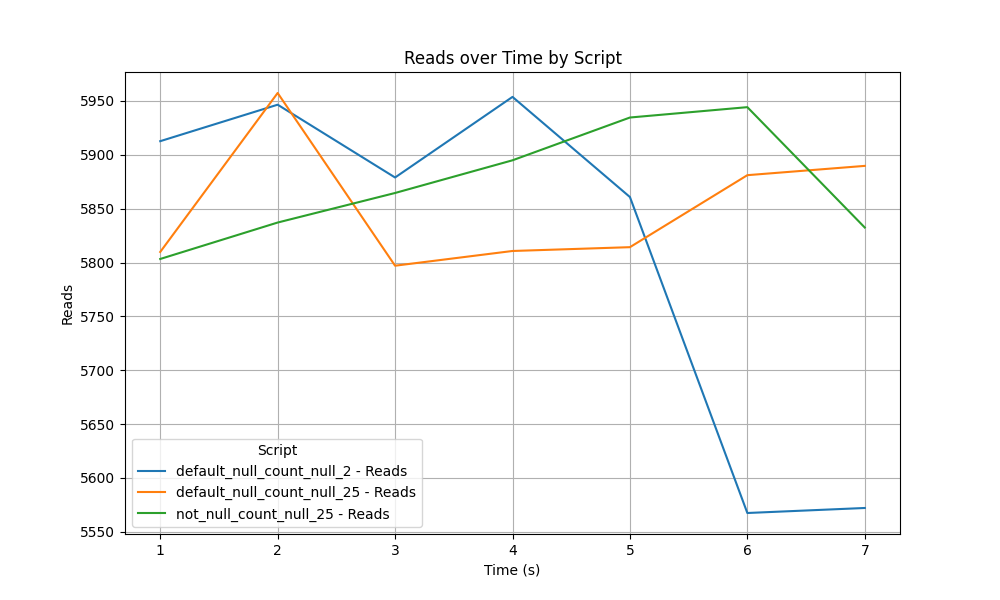 Reads over Time by Script
Reads
5950
5900
5850
5800
5750
5700
5650
5600
5550
Script
default_null_count_null_2 - Reads
default_null_count_null_25 - Reads
not_null_count_null_25 - Reads
1 2 3 4 5 6 7
Time (s)